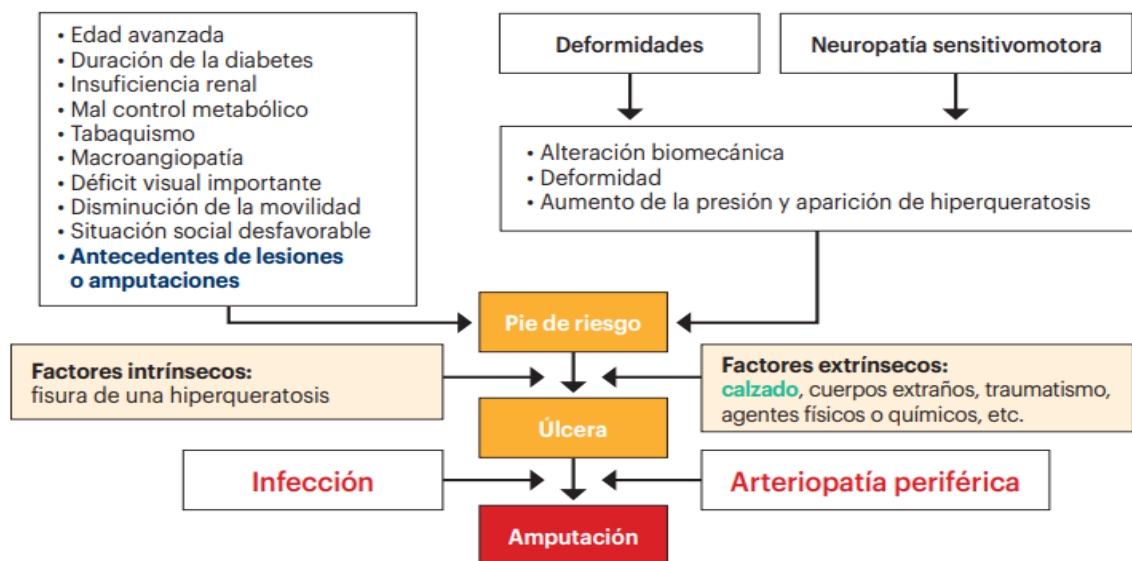 • Edad avanzada
• Duración de la diabetes
• Insuficiencia renal
• Mal control metabólico
• Tabaquismo
• Macroangiopatía
• Déficit visual importante
• Disminución de la movilidad
• Situación social desfavorable
• Antecedentes de lesiones
o amputaciones
Deformidades
Neuropatía sensitivomotora
• Alteración biomecánica
• Deformidad
• Aumento de la presión y aparición de hiperqueratosis
Pie de riesgo
Factores intrínsecos:
fisura de una hiperqueratosis
Factores extrínsecos:
calzado, cuerpos extraños, traumatismo,
agentes físicos o químicos, etc.
Úlcera
Infección
Arteriopatía periférica
Amputación